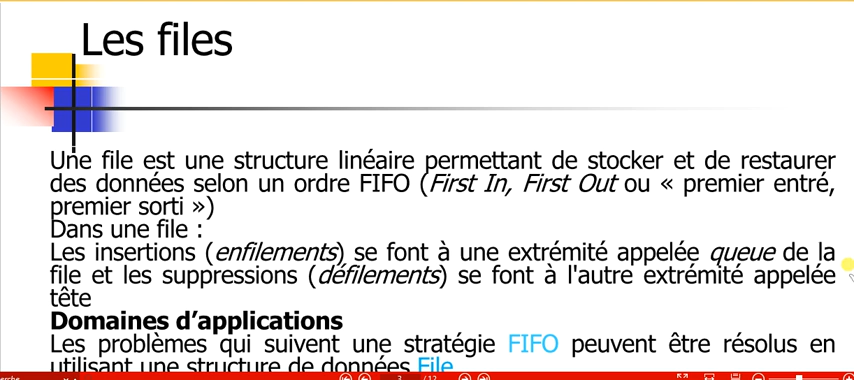 Les files
Une file est une structure linéaire permettant de stocker et de restaurer
des données selon un ordre FIFO (First In, First Out ou « premier entré,
premier sorti »)
Dans une file :
Les insertions (enfilements) se font à une extrémité appelée queue de la
file et les suppressions (défilements) se font à l'autre extrémité appelée
tête
Domaines d’applications
Les problèmes qui suivent une stratégie FIFO peuvent être résolus en
utilisant une structure de données File
3 / 12